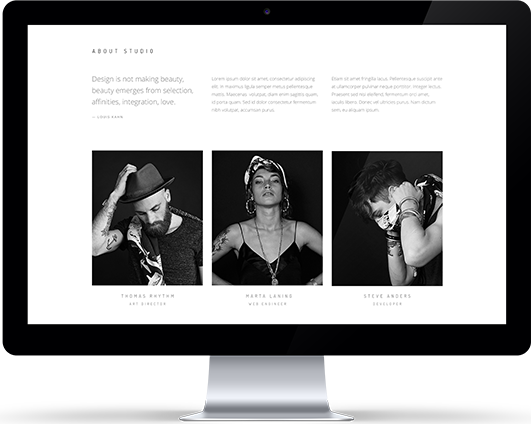 ABOUT STUDIO
Design is not making beauty,
beauty emerges from selection,
affinities, integration, love.
— LOUIS KAHN
Lorem ipsum dolor sit amet, consectetur adipiscing
elit. In maximus ligula semper metus pellentesque
mattis. Maecenas volutpat, diam enim sagittis quam,
id porta quam. Sed id dolor consectetur fermentum
nibh volutpat, accumsan purus.
Etiam sit amet fringilla lacus. Pellentesque suscipit ante
at ullamcorper pulvinar neque porttitor. Integer lectus.
Praesent sed nisi eleifend, fermentum orci amet,
iaculis libero. Donec vel ultricies purus. Nam dictum
sem, eu aliquam ipsum.
THOMAS RHYTHM
ART DIRECTOR
MARTA LANING
WEB ENGINEER
STEVE ANDERS
DEVELOPER